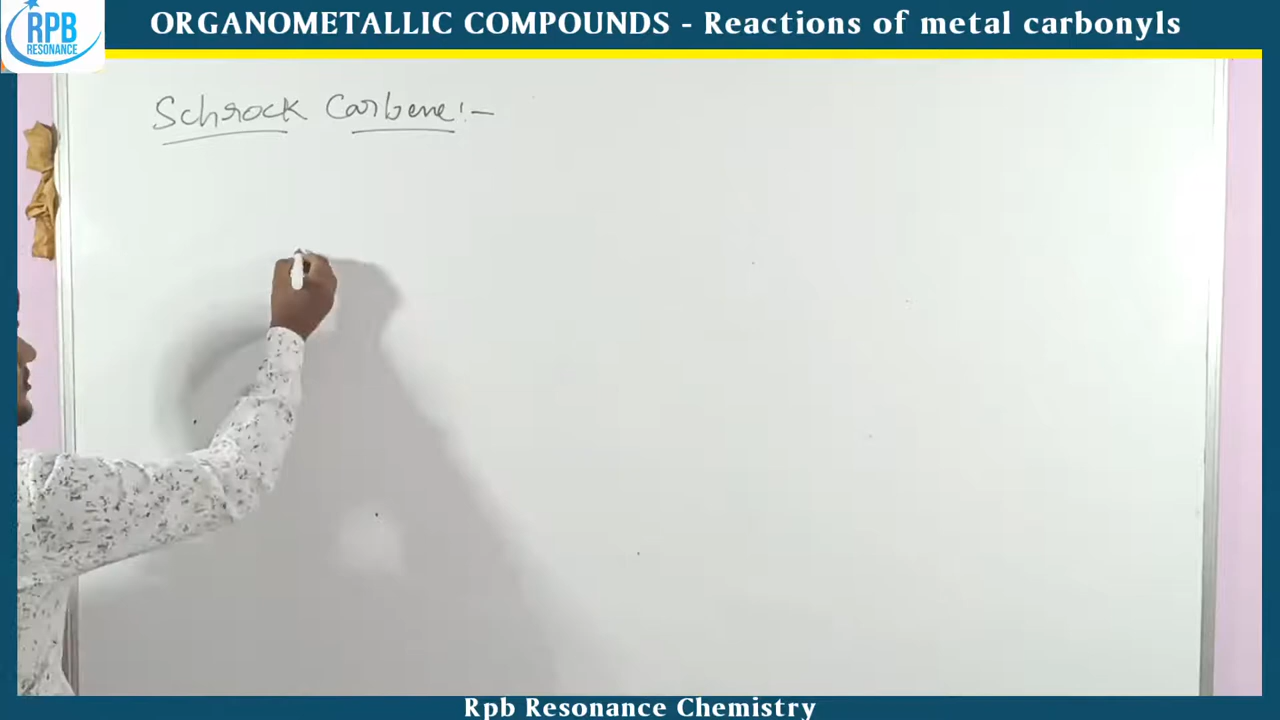 RPB
RESONANCE
ORGANOMETALLIC COMPOUNDS - Reactions of metal carbonyls
Schrock Carbene:-
Rpb Resonance Chemistry